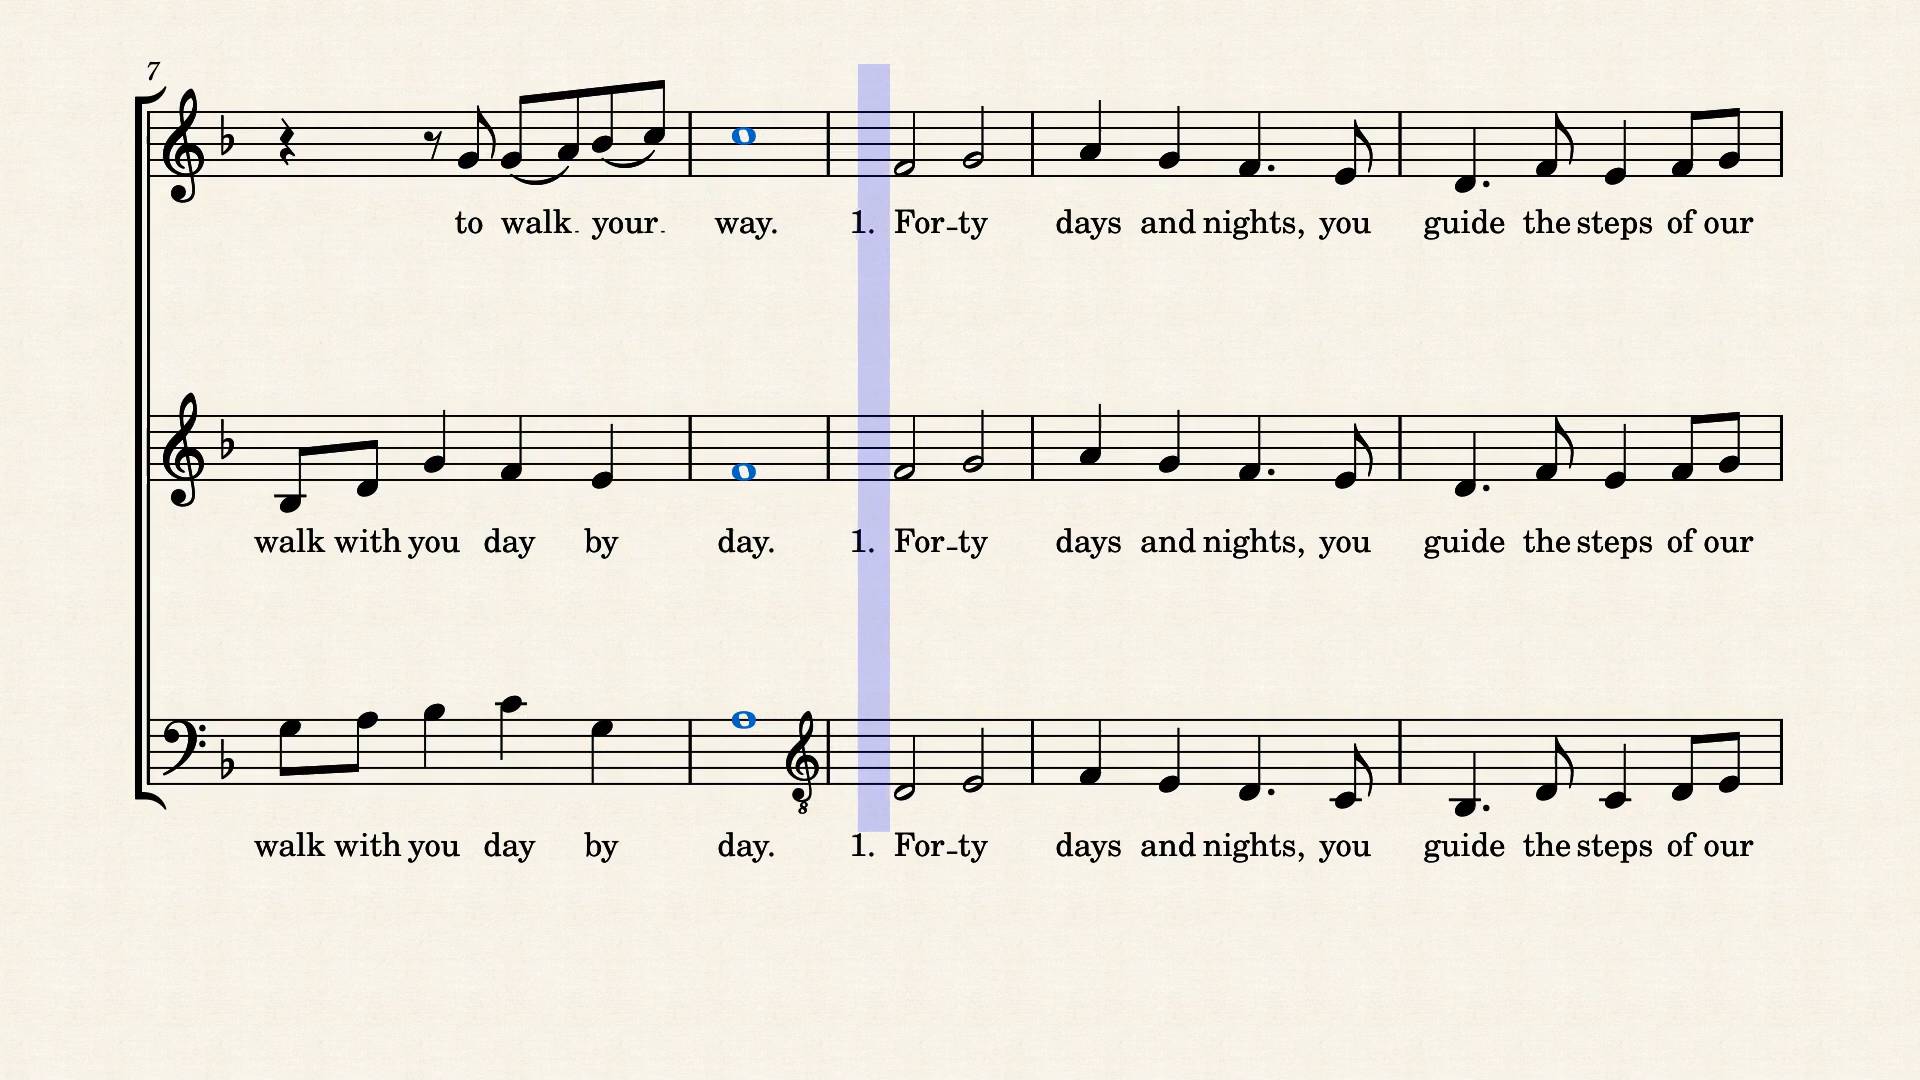 7
to walk your way. 1. For-ty days and nights, you guide the steps of our
walk with you day by day. 1. For-ty days and nights, you guide the steps of our
8
walk with you day by day. 1. For-ty days and nights, you guide the steps of our